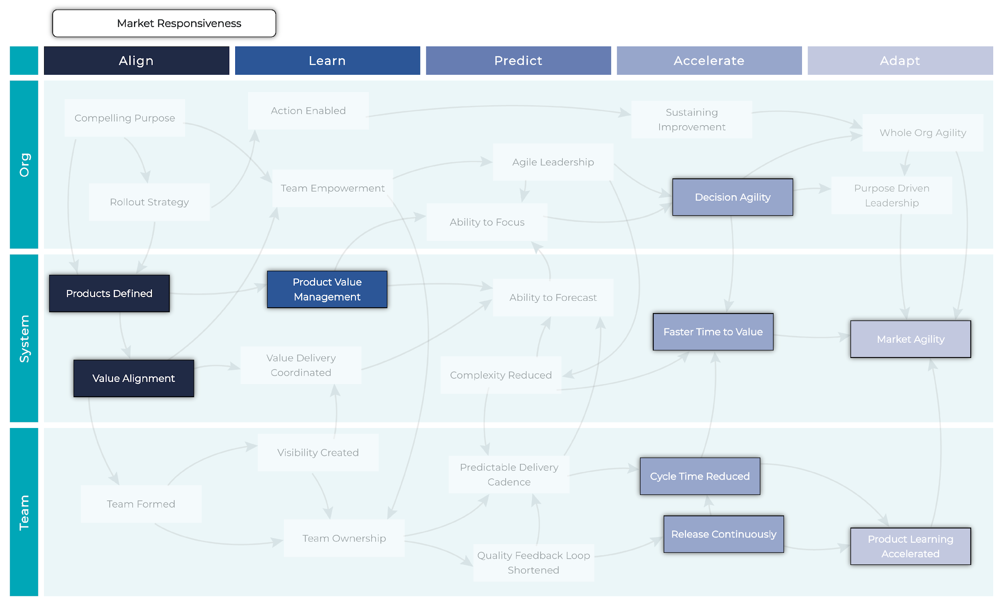 Market Responsiveness
Align
Learn
Predict
Accelerate
Adapt
Org
Compelling Purpose
Action Enabled
Sustaining
Improvement
Whole Org Agility
Rollout Strategy
Team Empowerment
Agile Leadership
Ability to Focus
Decision Agility
Purpose Driven
Leadership
System
Products Defined
Product Value
Management
Ability to Forecast
Faster Time to Value
Market Agility
Value Alignment
Value Delivery
Coordinated
Complexity Reduced
Team
Team Formed
Visibility Created
Team Ownership
Predictable Delivery
Cadence
Quality Feedback Loop
Shortened
Cycle Time Reduced
Release Continuously
Product Learning
Accelerated